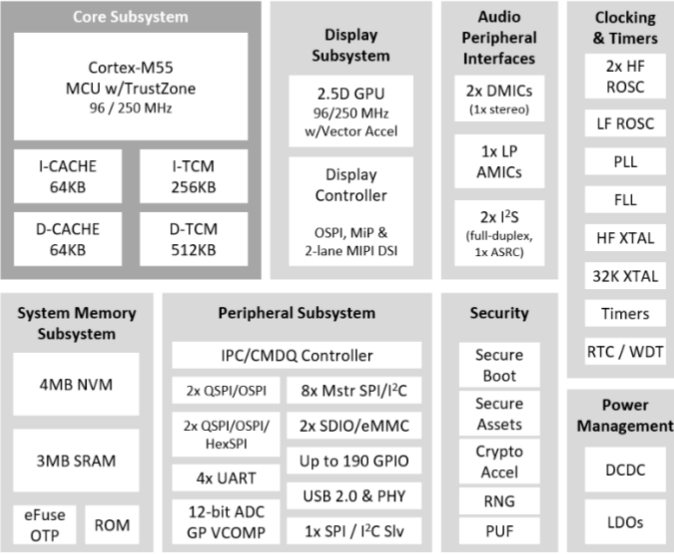 Core Subsystem
Cortex-M55
MCU w/TrustZone
96 / 250 MHz
I-CACHE
64KB
I-TCM
256KB
D-CACHE
64KB
D-TCM
512KB
Display
Subsystem
2.5D GPU
96/250 MHz
w/Vector Accel
Display
Controller
OSPI, MiP &
2-lane MIPI DSI
Audio
Peripheral
Interfaces
2x DMICs
(1x stereo)
1x LP
AMICs
2x I²S
(full-duplex,
1x ASRC)
Clocking
& Timers
2x HF
ROSC
LF ROSC
PLL
FLL
HF XTAL
32K XTAL
Timers
RTC / WDT
System Memory
Subsystem
4MB NVM
3MB SRAM
eFuse
OTP
ROM
Peripheral Subsystem
IPC/CMDQ Controller
2x QSPI/OSPI
2x QSPI/OSPI/
HexSPI
4x UART
12-bit ADC
GP VCOMP
8x Mstr SPI/I²C
2x SDIO/eMMC
Up to 190 GPIO
USB 2.0 & PHY
1x SPI / I²C Slv
Security
Secure
Boot
Secure
Assets
Crypto
Accel
RNG
PUF
Power
Management
DCDC
LDOs